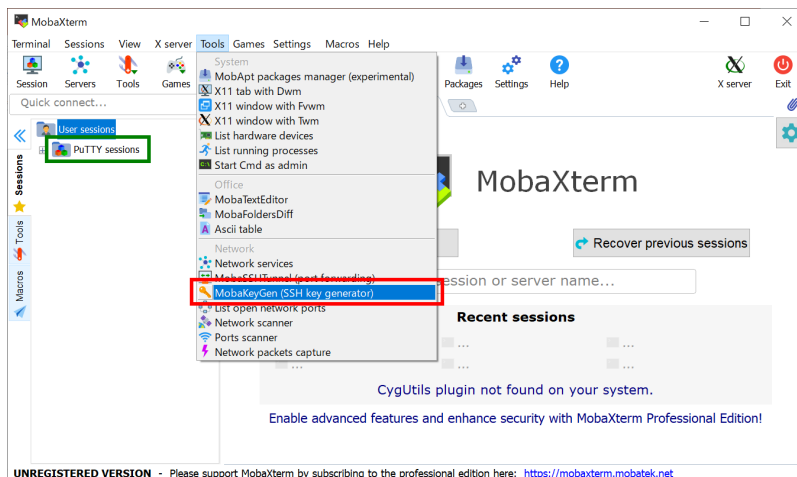 MobaXterm
Terminal Sessions View X server Tools Games Settings Macros Help
Session Servers Tools Games Packages Settings Help X server Exit
Quick connect...
User sessions
PuTTY sessions
Sessions
Tools
Macros
System
MobApt packages manager (experimental)
X11 tab with Dwm
X11 window with Fvwm
X11 window with Twm
List hardware devices
List running processes
Start Cmd as admin
Office
MobaTextEditor
MobaFoldersDiff
Ascii table
Network
Network services
MobaSSHTunnel (port forwarding)
MobaKeyGen (SSH key generator)
List open network ports
Network scanner
Ports scanner
Network packets capture
MobaXterm
Recover previous sessions
ession or server name...
Recent sessions
... ...
... ... ...
CygUtils plugin not found on your system.
Enable advanced features and enhance security with MobaXterm Professional Edition!
UNREGISTERED VERSION - Please support MobaXterm by subscribing to the professional edition here: https://mobaxterm.mobatek.net